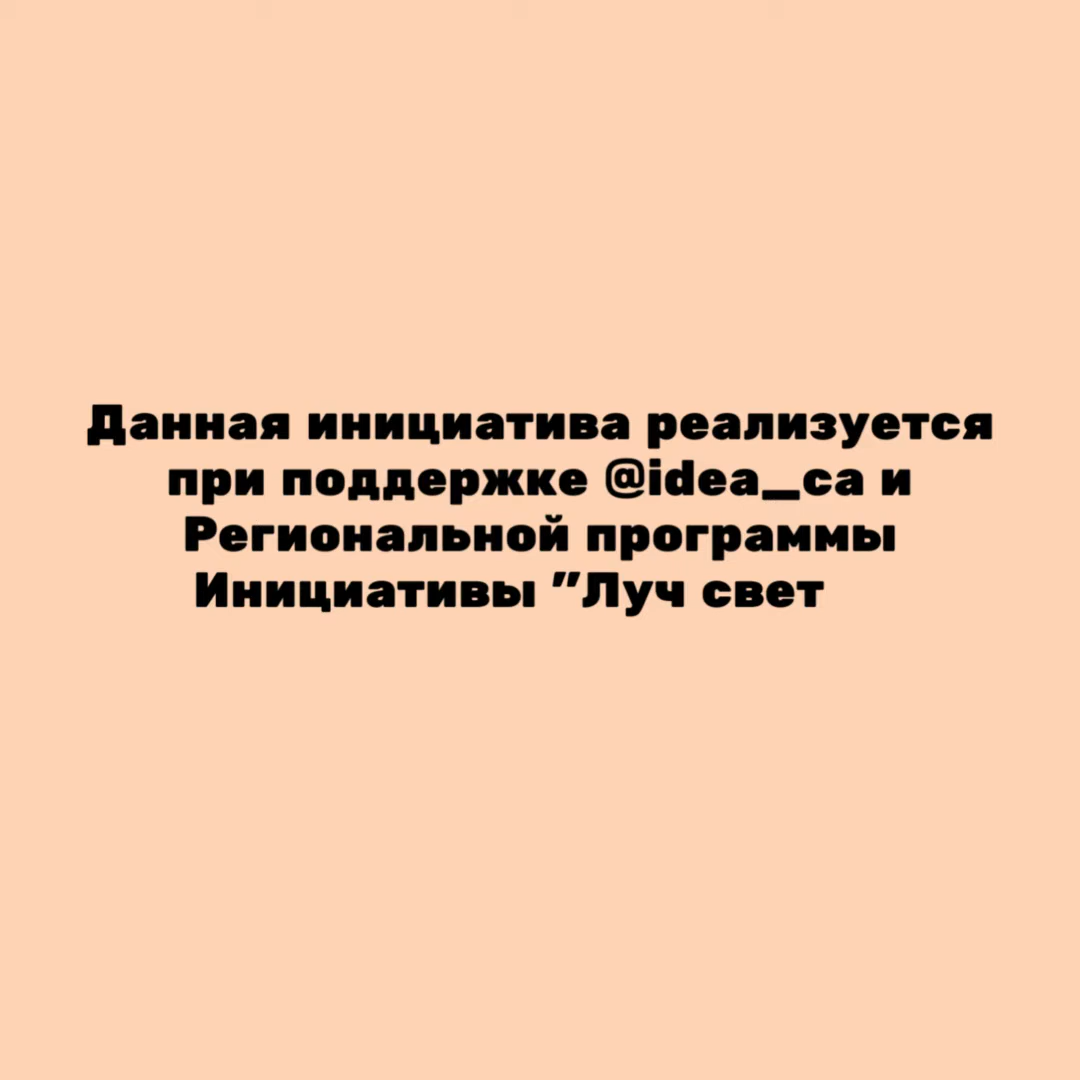 Данная инициатива реализуется
при поддержке @idea_ca и
Региональной программы
Инициативы "Луч свет